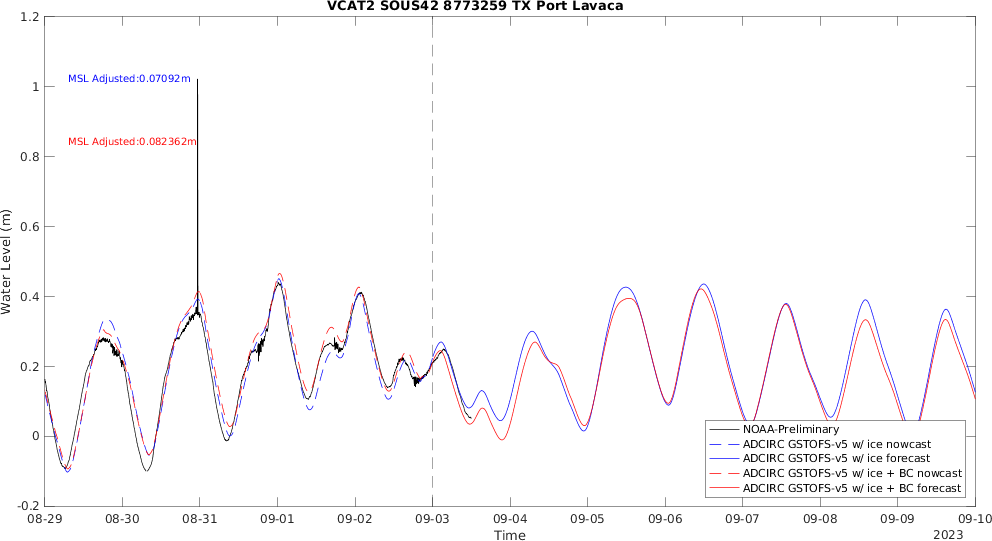 VCAT2 SOUS42 8773259 TX Port Lavaca
1.2
1
0.8
0.6
0.4
0.2
0
-0.2
Water Level (m)
MSL Adjusted:0.07092m
MSL Adjusted:0.082362m
NOAA-Preliminary
ADCIRC GSTOFS-v5 w/ ice nowcast
ADCIRC GSTOFS-v5 w/ ice forecast
ADCIRC GSTOFS-v5 w/ ice + BC nowcast
ADCIRC GSTOFS-v5 w/ ice + BC forecast
08-29 08-30 08-31 09-01 09-02 09-03 09-04 09-05 09-06 09-07 09-08 09-09 09-10
Time
2023